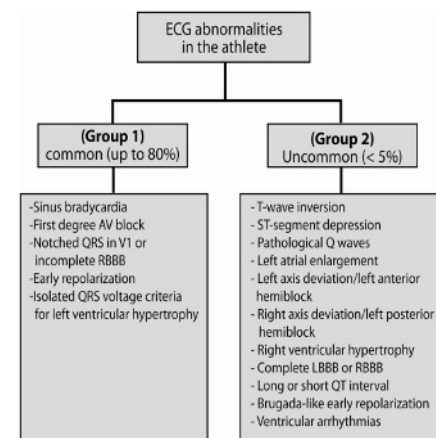 ECG abnormalities
in the athlete
(Group 1)
common (up to 80%)
(Group 2)
Uncommon (< 5%)
-Sinus bradycardia
-First degree AV block
-Notched QRS in V1 or
incomplete RBBB
-Early repolarization
-Isolated QRS voltage criteria
for left ventricular hypertrophy
-T-wave inversion
-ST-segment depression
-Pathological Q waves
-Left atrial enlargement
-Left axis deviation/left anterior
hemiblock
-Right axis deviation/left posterior
hemiblock
-Right ventricular hypertrophy
-Complete LBBB or RBBB
-Long or short QT interval
-Brugada-like early repolarization
-Ventricular arrhythmias